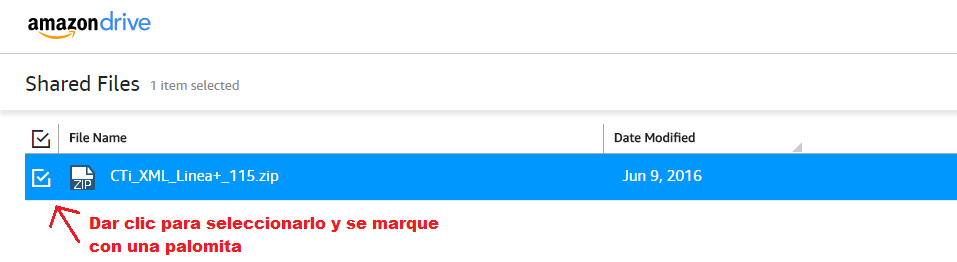 amazondrive
Shared Files 1 item selected
File Name Date Modified
ZIP CTi_XML_Linea+_115.zip Jun 9, 2016
Dar clic para seleccionarlo y se marque
con una palomita